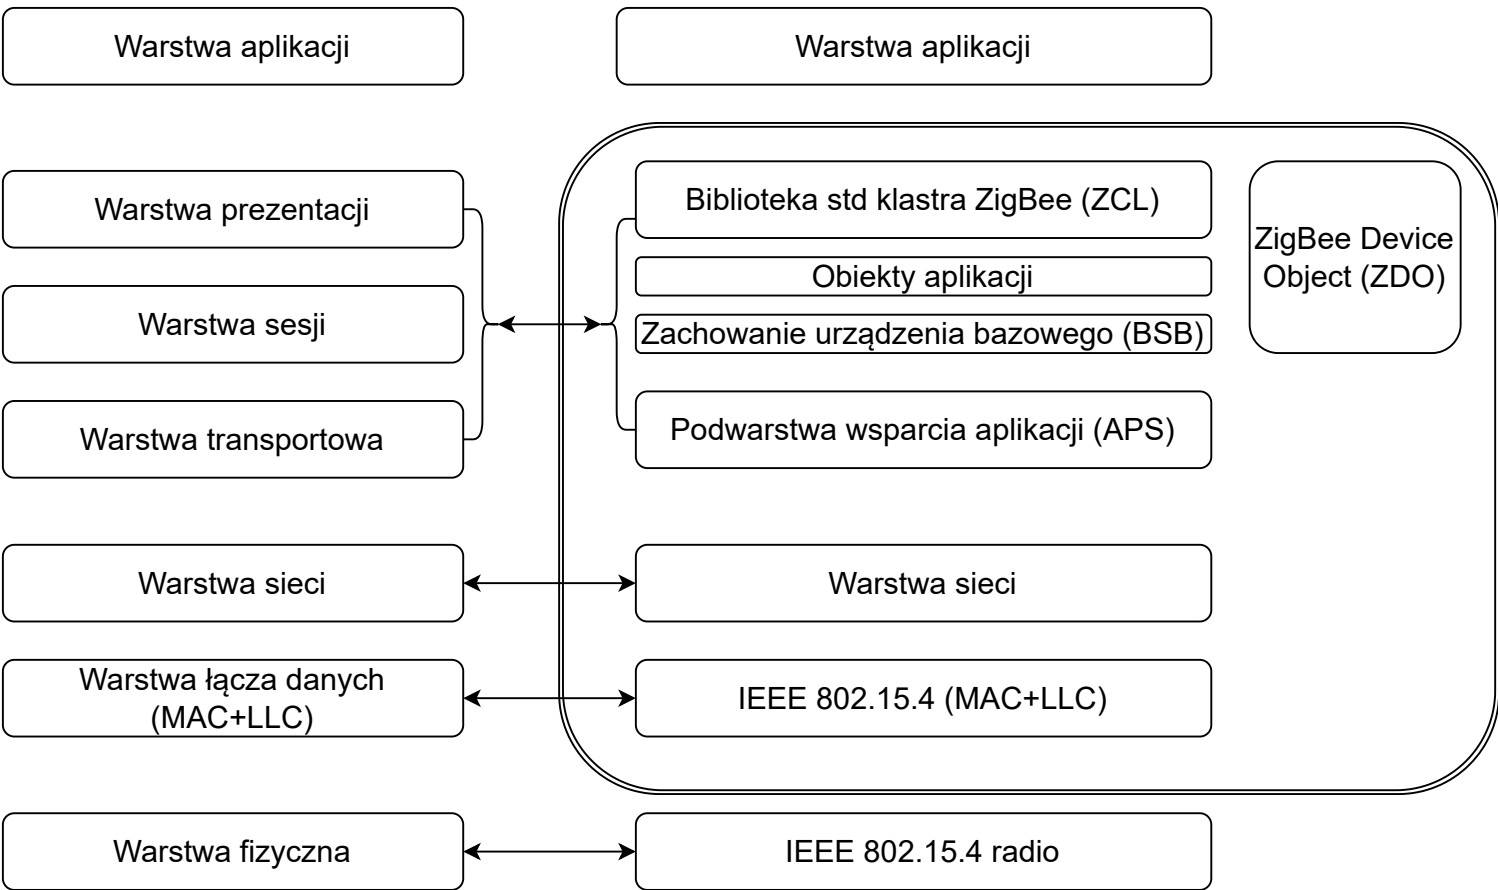 Warstwa aplikacji
Warstwa aplikacji
Warstwa prezentacji
Warstwa sesji
Warstwa transportowa
Biblioteka std klastra ZigBee (ZCL)
Obiekty aplikacji
Zachowanie urządzenia bazowego (BSB)
Podwarstwa wsparcia aplikacji (APS)
ZigBee Device
Object (ZDO)
Warstwa sieci
Warstwa sieci
Warstwa łącza danych
(MAC+LLC)
IEEE 802.15.4 (MAC+LLC)
Warstwa fizyczna
IEEE 802.15.4 radio